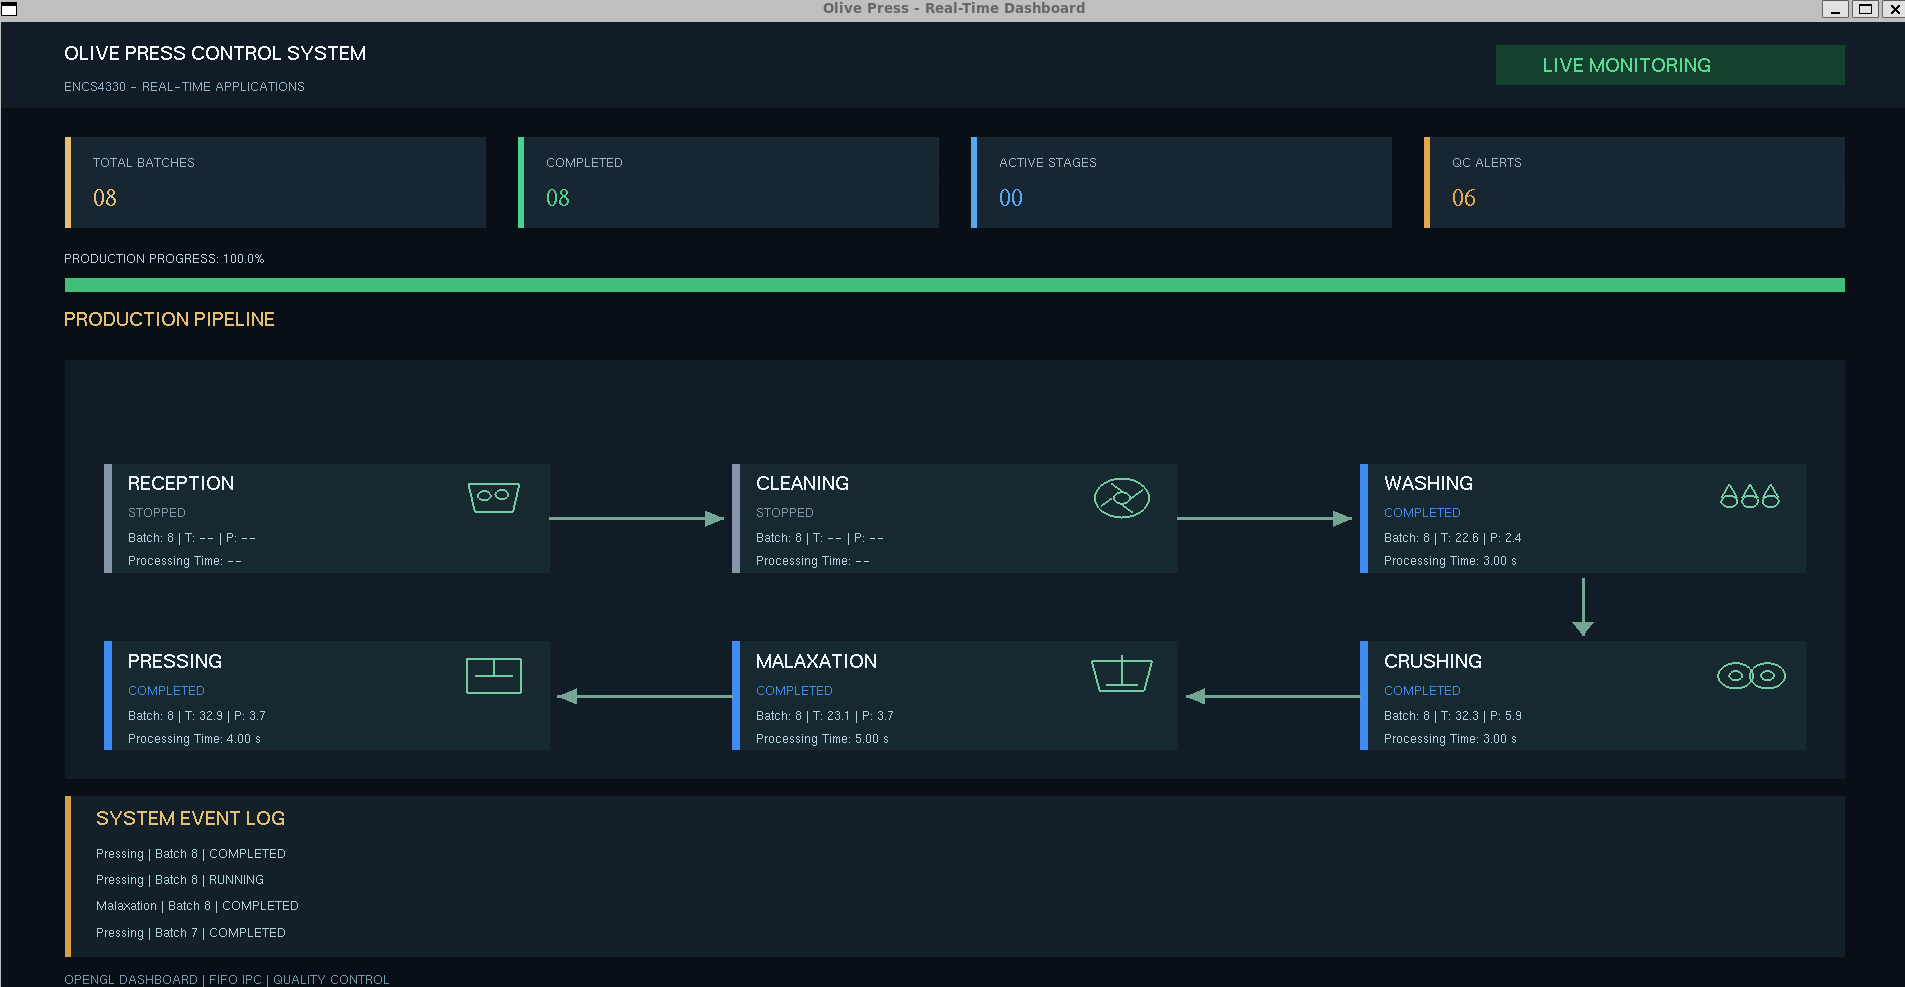 Olive Press - Real-Time Dashboard
OLIVE PRESS CONTROL SYSTEM
ENCS4330 - REAL-TIME APPLICATIONS
LIVE MONITORING
TOTAL BATCHES
08
COMPLETED
08
ACTIVE STAGES
00
QC ALERTS
06
PRODUCTION PROGRESS: 100.0%
PRODUCTION PIPELINE
RECEPTION
STOPPED
Batch: 8 | T: -- | P: --
Processing Time: --
CLEANING
STOPPED
Batch: 8 | T: -- | P: --
Processing Time: --
WASHING
COMPLETED
Batch: 8 | T: 22.6 | P: 2.4
Processing Time: 3.00 s
PRESSING
COMPLETED
Batch: 8 | T: 32.9 | P: 3.7
Processing Time: 4.00 s
MALAXATION
COMPLETED
Batch: 8 | T: 23.1 | P: 3.7
Processing Time: 5.00 s
CRUSHING
COMPLETED
Batch: 8 | T: 32.3 | P: 5.9
Processing Time: 3.00 s
SYSTEM EVENT LOG
Pressing | Batch 8 | COMPLETED
Pressing | Batch 8 | RUNNING
Malaxation | Batch 8 | COMPLETED
Pressing | Batch 7 | COMPLETED
OPENGL DASHBOARD | FIFO IPC | QUALITY CONTROL